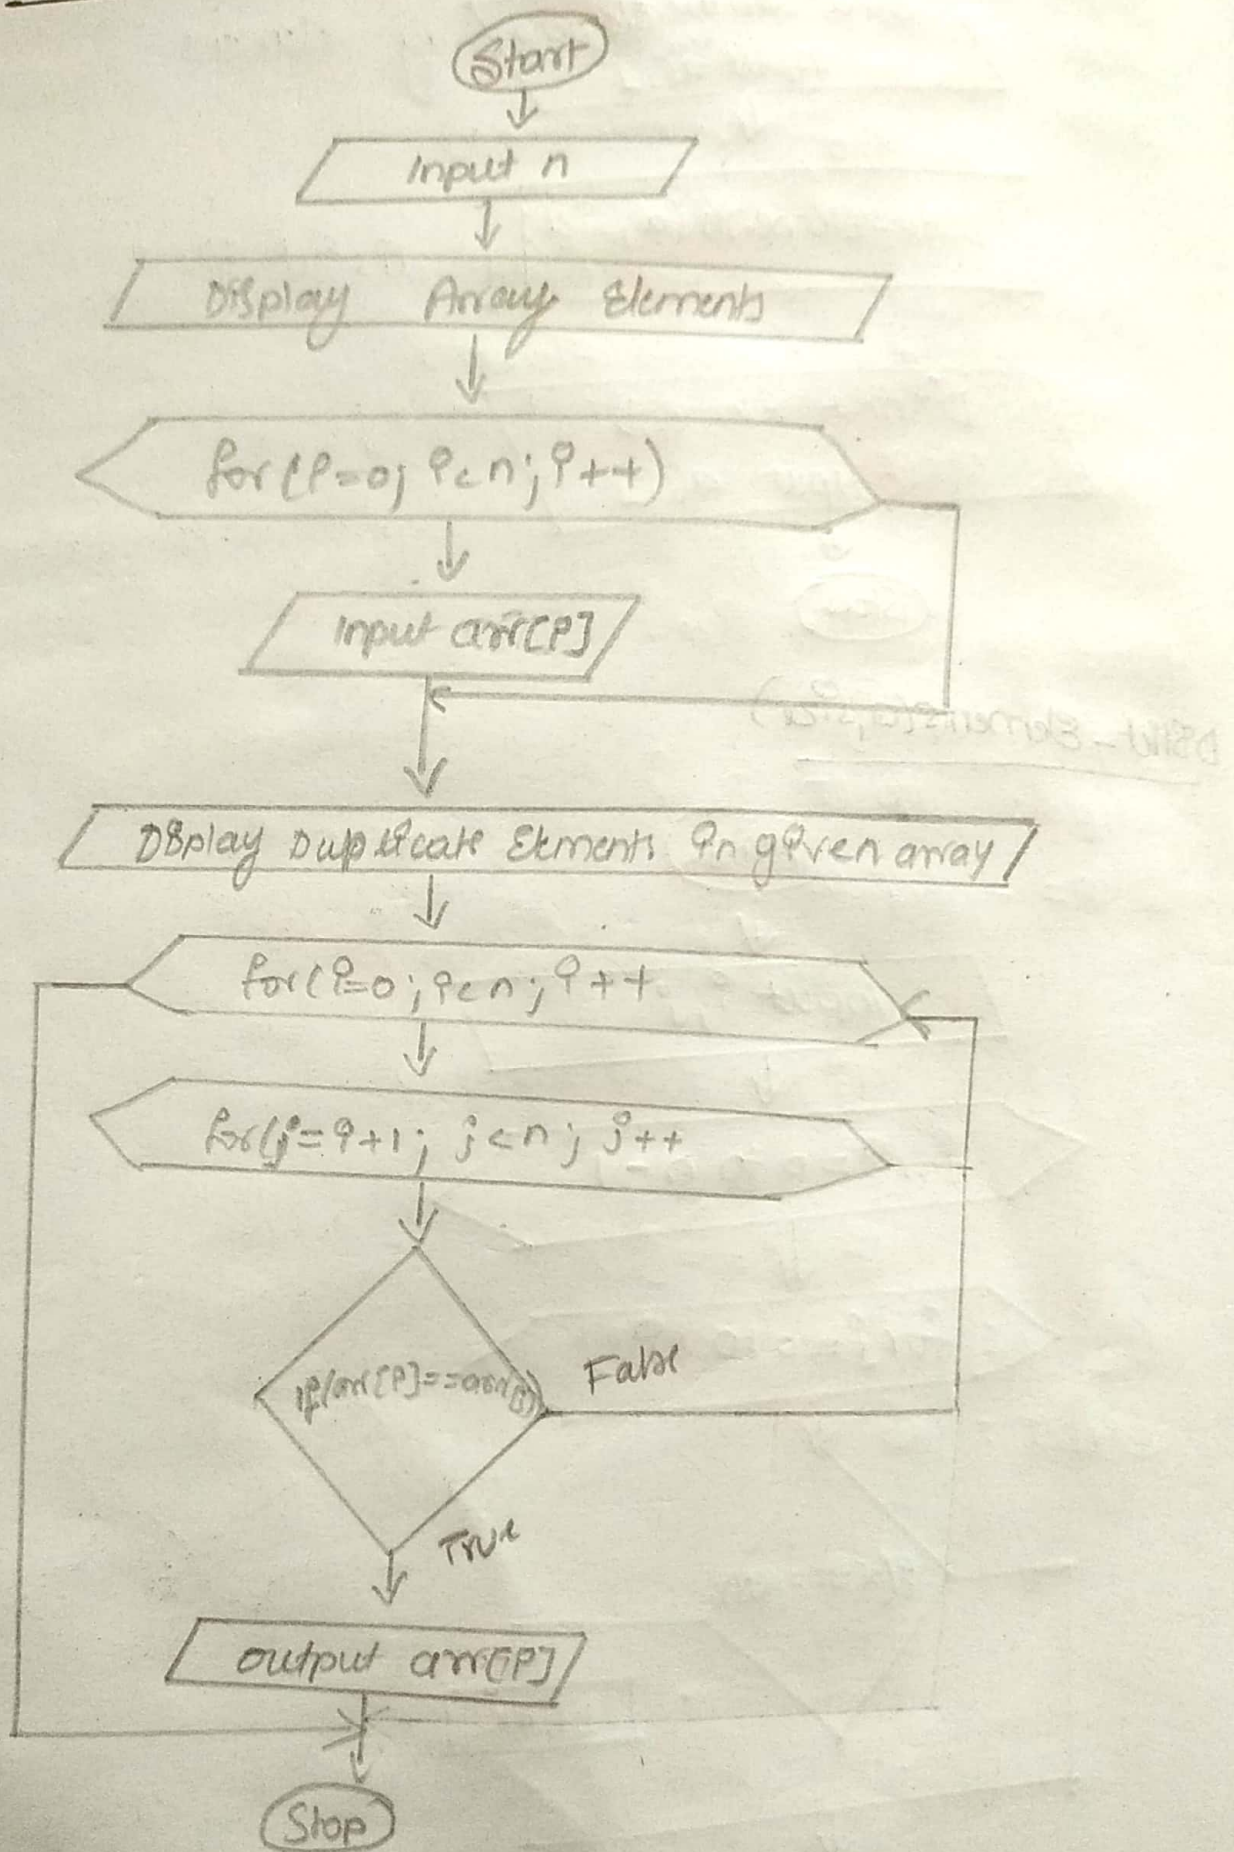 Start
Input n
Display Array Elements
for(i=0; i<n; i++)
Input arr[i]
Display Duplicate Elements in given array
for(i=0; i<n; i++
for(j=i+1; j<n; j++
if(arr[i]==arr[j])
False
True
output arr[i]
Stop